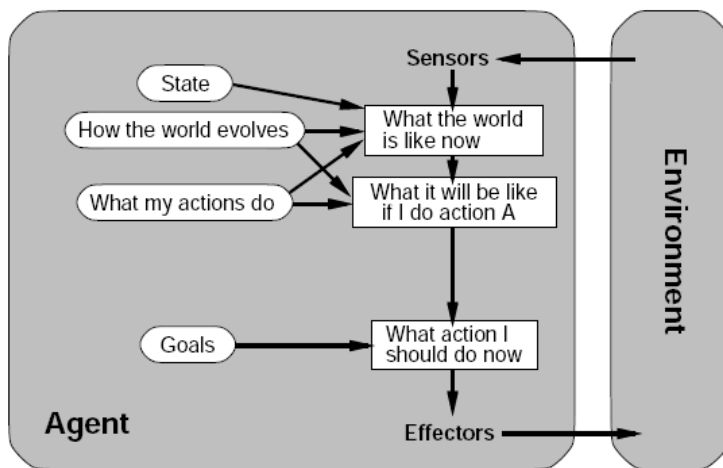 Sensors
State
What the world
is like now
How the world evolves
What my actions do
What it will be like
if I do action A
Goals
What action I
should do now
Agent
Effectors
Environment